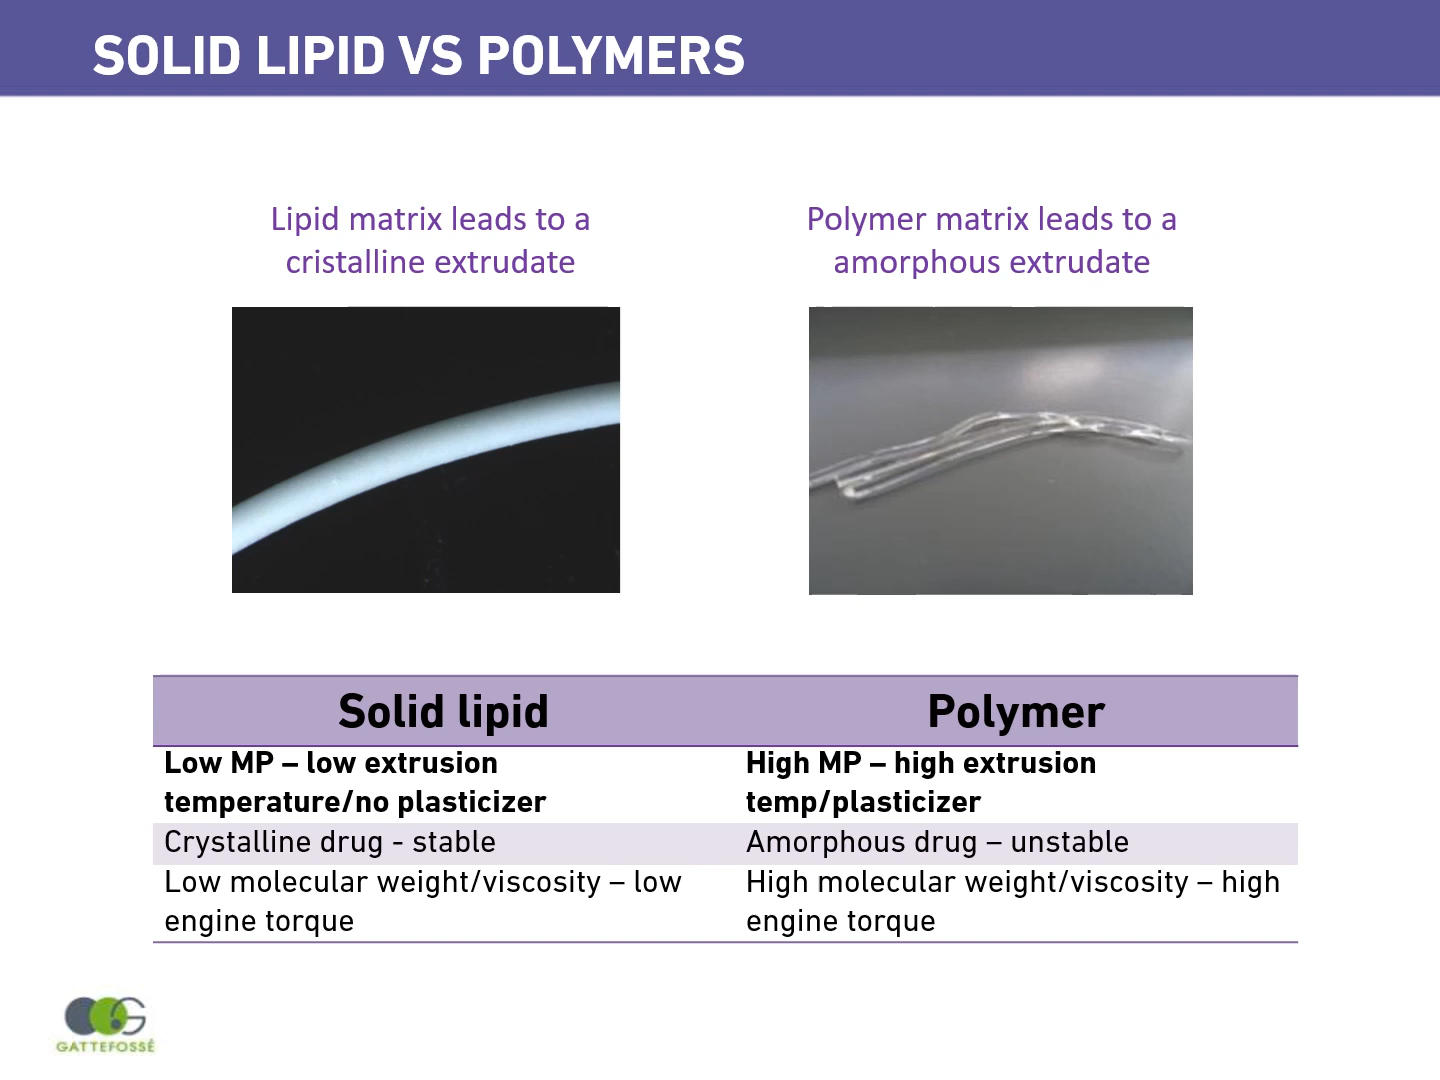 SOLID LIPID VS POLYMERS
Lipid matrix leads to a
cristalline extrudate
Polymer matrix leads to a
amorphous extrudate
Solid lipid
Polymer
Low MP – low extrusion
temperature/no plasticizer
High MP – high extrusion
temp/plasticizer
Crystalline drug - stable
Amorphous drug – unstable
Low molecular weight/viscosity – low
engine torque
High molecular weight/viscosity – high
engine torque
GATTEFOSSÉ